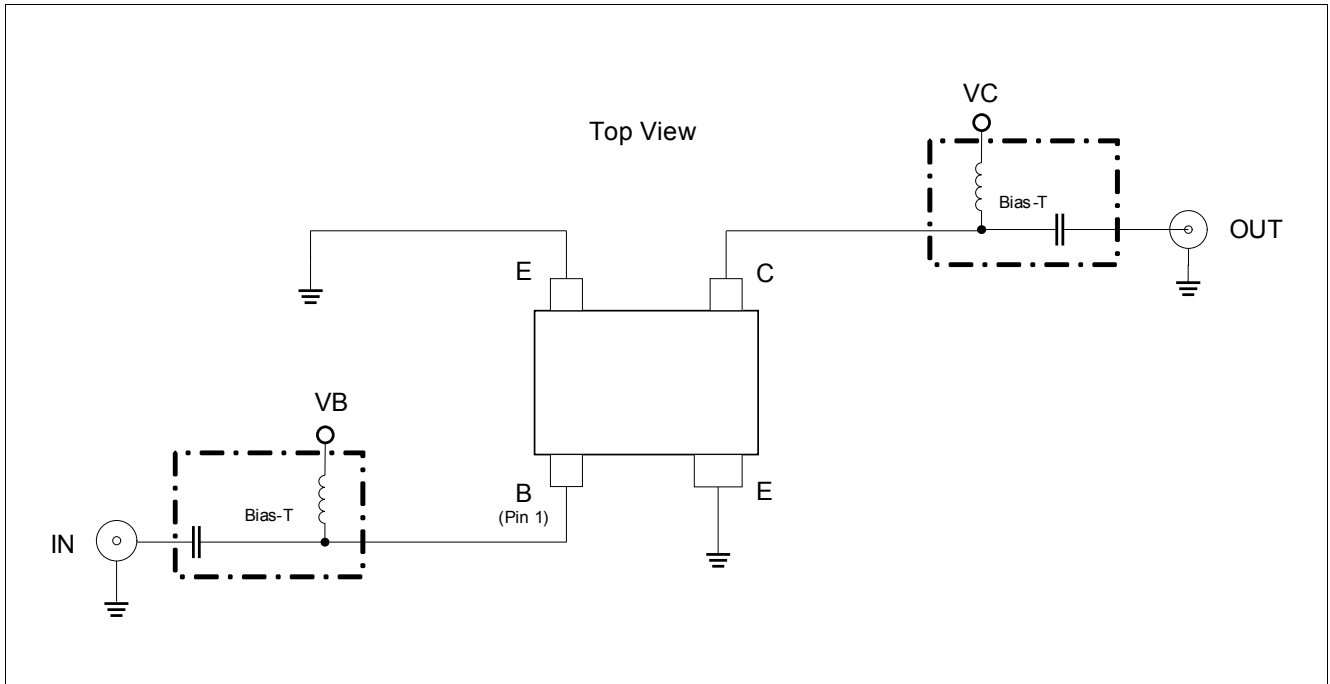 VC
Top View
Bias-T
OUT
E
C
VB
B
E
(Pin 1)
Bias-T
IN